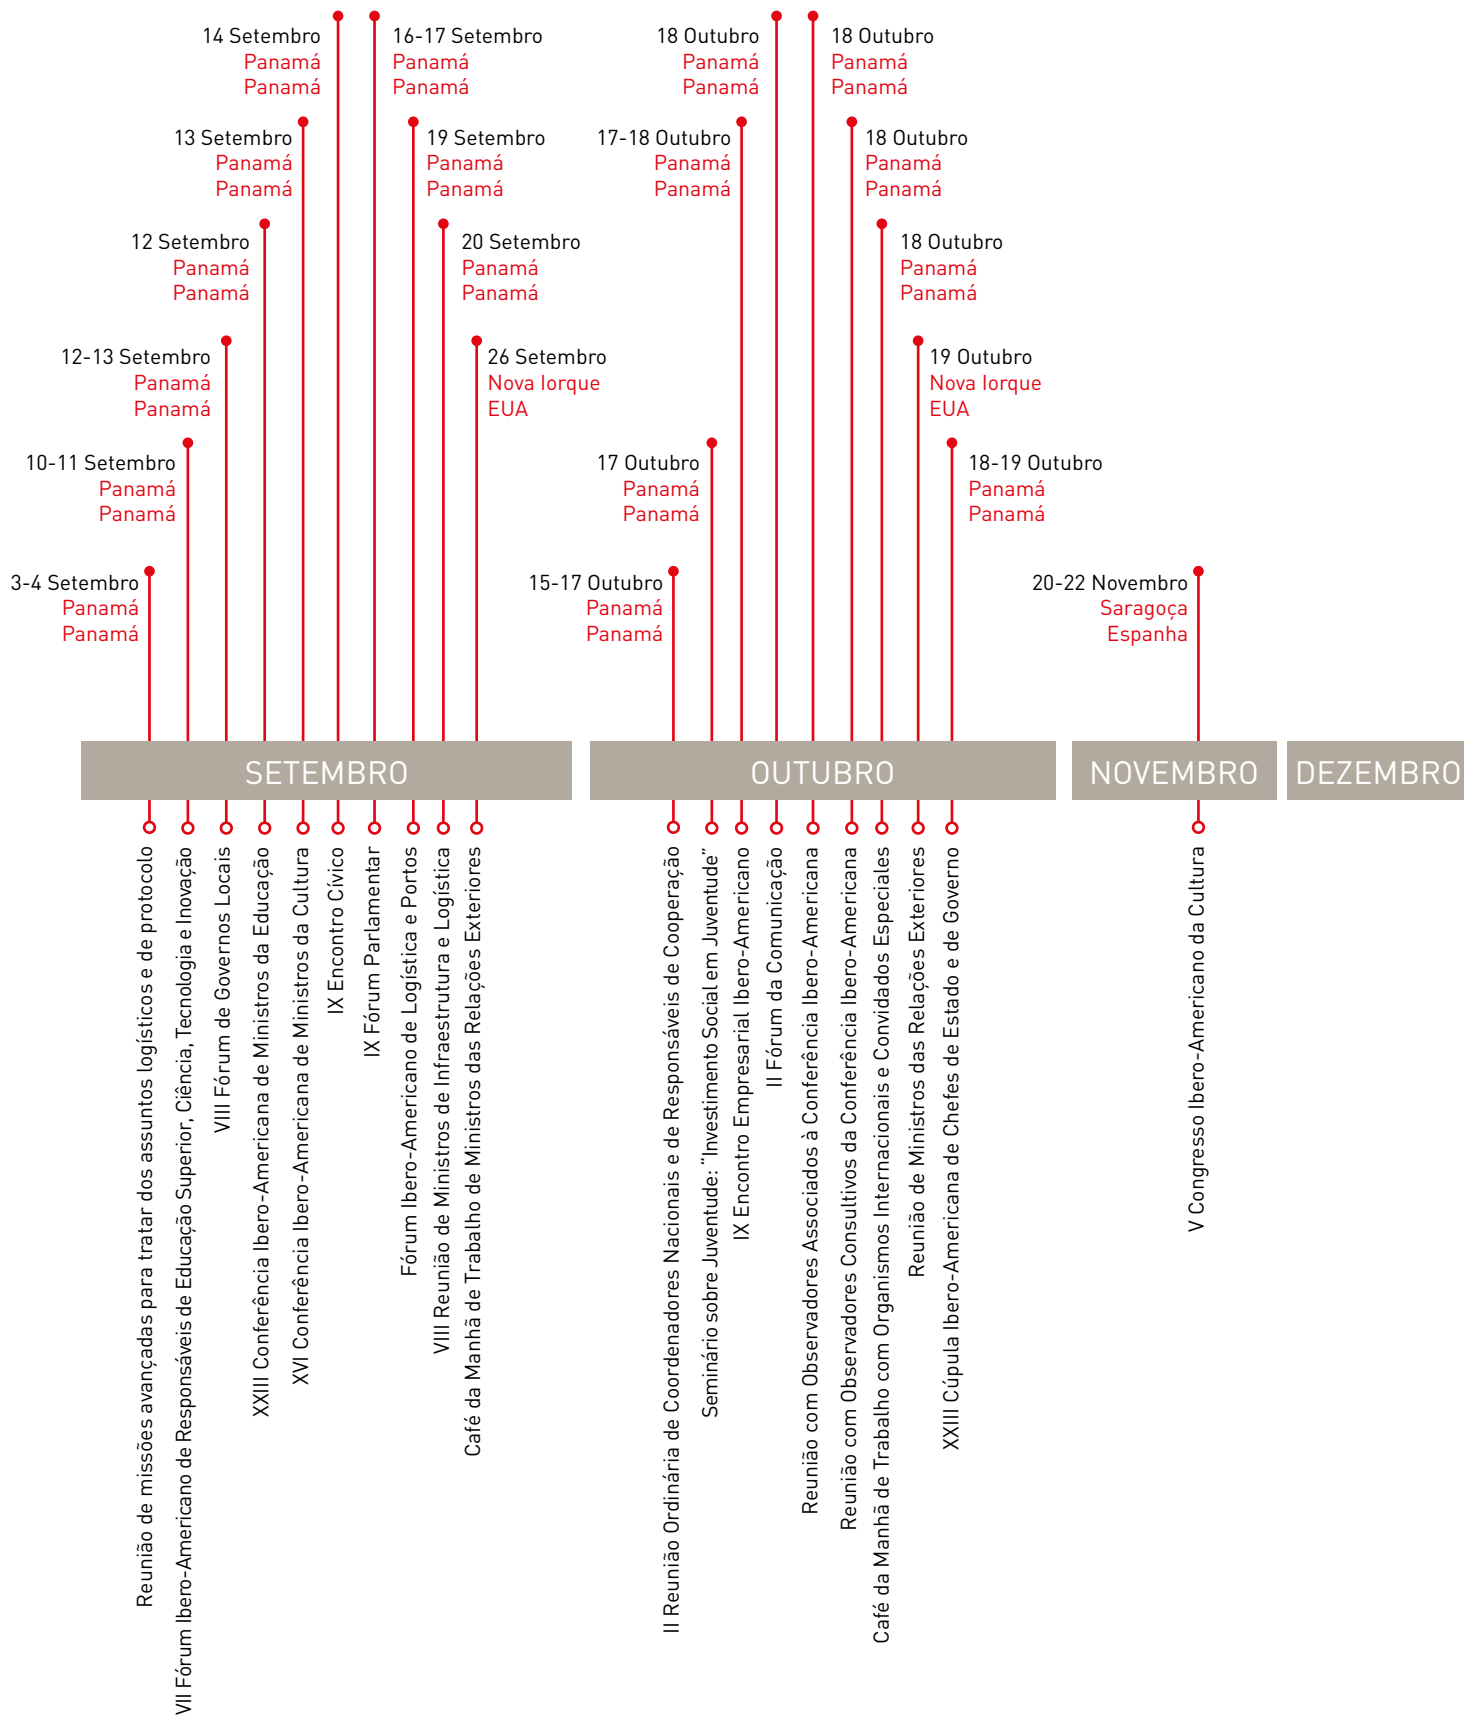 14 Setembro
Panamá
Panamá
16-17 Setembro
Panamá
Panamá
18 Outubro
Panamá
Panamá
18 Outubro
Panamá
Panamá
13 Setembro
Panamá
Panamá
19 Setembro
Panamá
Panamá
17-18 Outubro
Panamá
Panamá
18 Outubro
Panamá
Panamá
12 Setembro
Panamá
Panamá
20 Setembro
Panamá
Panamá
18 Outubro
Panamá
Panamá
12-13 Setembro
Panamá
Panamá
26 Setembro
Nova Iorque
EUA
19 Outubro
Nova Iorque
EUA
10-11 Setembro
Panamá
Panamá
17 Outubro
Panamá
Panamá
18-19 Outubro
Panamá
Panamá
3-4 Setembro
Panamá
Panamá
15-17 Outubro
Panamá
Panamá
20-22 Novembro
Saragoça
Espanha
SETEMBRO
OUTUBRO
NOVEMBRO
DEZEMBRO
Reunião de missões avançadas para tratar dos assuntos logísticos e de protocolo
VII Fórum Ibero-Americano de Responsáveis de Educação Superior, Ciência, Tecnologia e Inovação
VIII Fórum de Governos Locais
XXIII Conferência Ibero-Americana de Ministros da Educação
XVI Conferência Ibero-Americana de Ministros da Cultura
IX Encontro Cívico
IX Fórum Parlamentar
Fórum Ibero-Americano de Logística e Portos
VIII Reunião de Ministros de Infraestrutura e Logística
Café da Manhã de Trabalho de Ministros das Relações Exteriores
II Reunião Ordinária de Coordenadores Nacionais e de Responsáveis de Cooperação
Seminário sobre Juventude: “Investimento Social em Juventude”
IX Encontro Empresarial Ibero-Americano
II Fórum da Comunicação
Reunião com Observadores Associados à Conferência Ibero-Americana
Reunião com Observadores Consultivos da Conferência Ibero-Americana
Café da Manhã de Trabalho com Organismos Internacionais e Convidados Especiales
Reunião de Ministros das Relações Exteriores
XXIII Cúpula Ibero-Americana de Chefes de Estado e de Governo
V Congresso Ibero-Americano da Cultura